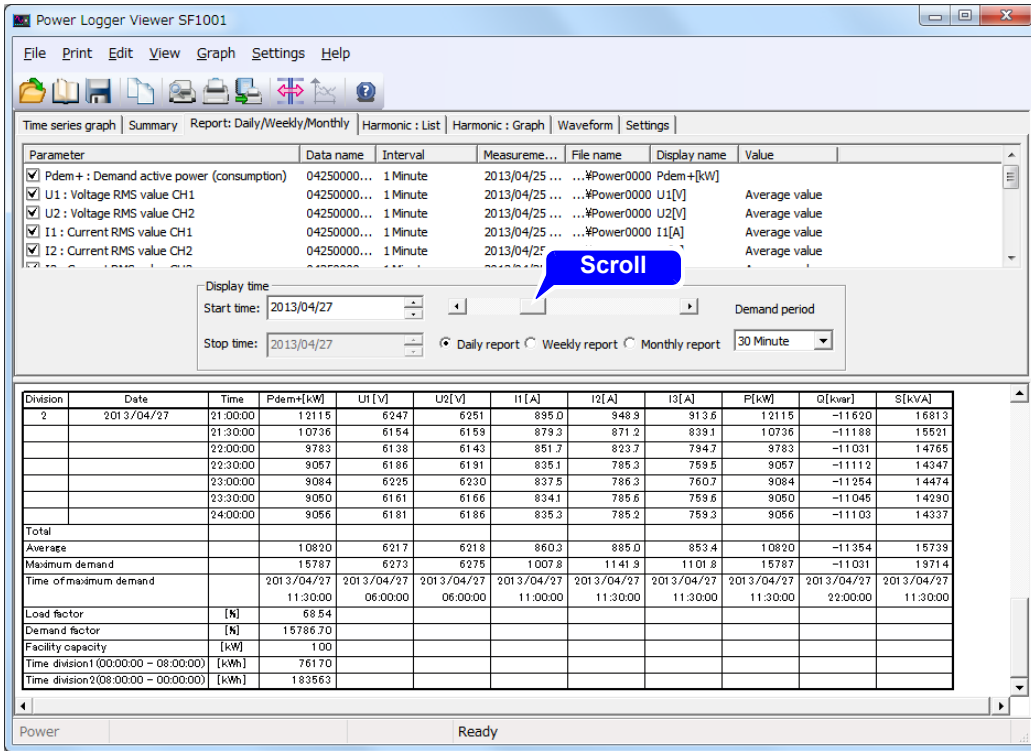 Power Logger Viewer SF1001
File Print Edit View Graph Settings Help
Time series graph Summary Report: Daily/Weekly/Monthly Harmonic : List Harmonic : Graph Waveform Settings
Parameter Data name Interval Measureme... File name Display name Value
Pdem+ : Demand active power (consumption) 04250000... 1 Minute 2013/04/25 ... ...¥Power0000 Pdem+[kW]
U1 : Voltage RMS value CH1 04250000... 1 Minute 2013/04/25 ... ...¥Power0000 U1[V] Average value
U2 : Voltage RMS value CH2 04250000... 1 Minute 2013/04/25 ... ...¥Power0000 U2[V] Average value
I1 : Current RMS value CH1 04250000... 1 Minute 2013/04/25 ... ...¥Power0000 I1[A] Average value
I2 : Current RMS value CH2 04250000... 1 Minute 2013/04/25 Average value
Scroll
Display time
Start time: 2013/04/27 Demand period
Stop time: 2013/04/27 Daily report Weekly report Monthly report 30 Minute
Division Date Time Pdem+[kW] U1[V] U2[V] I1[A] I2[A] I3[A] P[kW] Q[kvar] S[kVA]
2 2013/04/27 21:00:00 12115 6247 6251 895.0 948.9 913.6 12115 -11620 16813
21:30:00 10736 6154 6159 879.3 871.2 839.1 10736 -11188 15521
22:00:00 9783 6138 6143 851.7 823.7 794.7 9783 -11031 14765
22:30:00 9057 6186 6191 835.1 785.3 759.5 9057 -11112 14347
23:00:00 9084 6225 6230 837.5 786.3 760.7 9084 -11254 14474
23:30:00 9050 6161 6166 834.1 785.6 759.6 9050 -11045 14290
24:00:00 9056 6181 6186 835.3 785.2 759.3 9056 -11103 14337
Total
Average 10820 6217 6218 860.3 885.0 853.4 10820 -11354 15739
Maximum demand 15787 6273 6275 1007.8 1141.9 1101.8 15787 -11031 19714
Time of maximum demand 2013/04/27 2013/04/27 2013/04/27 2013/04/27 2013/04/27 2013/04/27 2013/04/27 2013/04/27 2013/04/27
11:30:00 06:00:00 06:00:00 11:00:00 11:30:00 11:30:00 11:30:00 22:00:00 11:30:00
Load factor [%] 68.54
Demand factor [%] 15786.70
Facility capacity [kW] 100
Time division1(00:00:00 - 08:00:00) [kWh] 76170
Time division2(08:00:00 - 00:00:00) [kWh] 183563
Power Ready